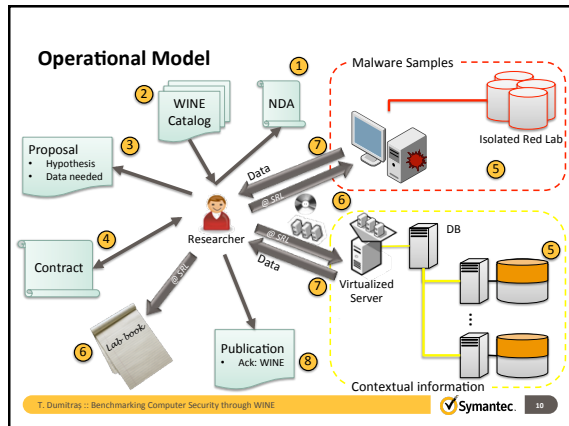 Operational Model
1
2
WINE
Catalog
NDA
Malware Samples
Isolated Red Lab
5
3
Proposal
• Hypothesis
• Data needed
7
Data
@ SRL
6
Researcher
4
Contract
@ SRL
Data
7
Virtualized
Server
DB
5
...
@ SRL
6
Lab book
Publication
• Ack: WINE
8
Contextual information
T. Dumitraș :: Benchmarking Computer Security through WINE
Symantec.
10